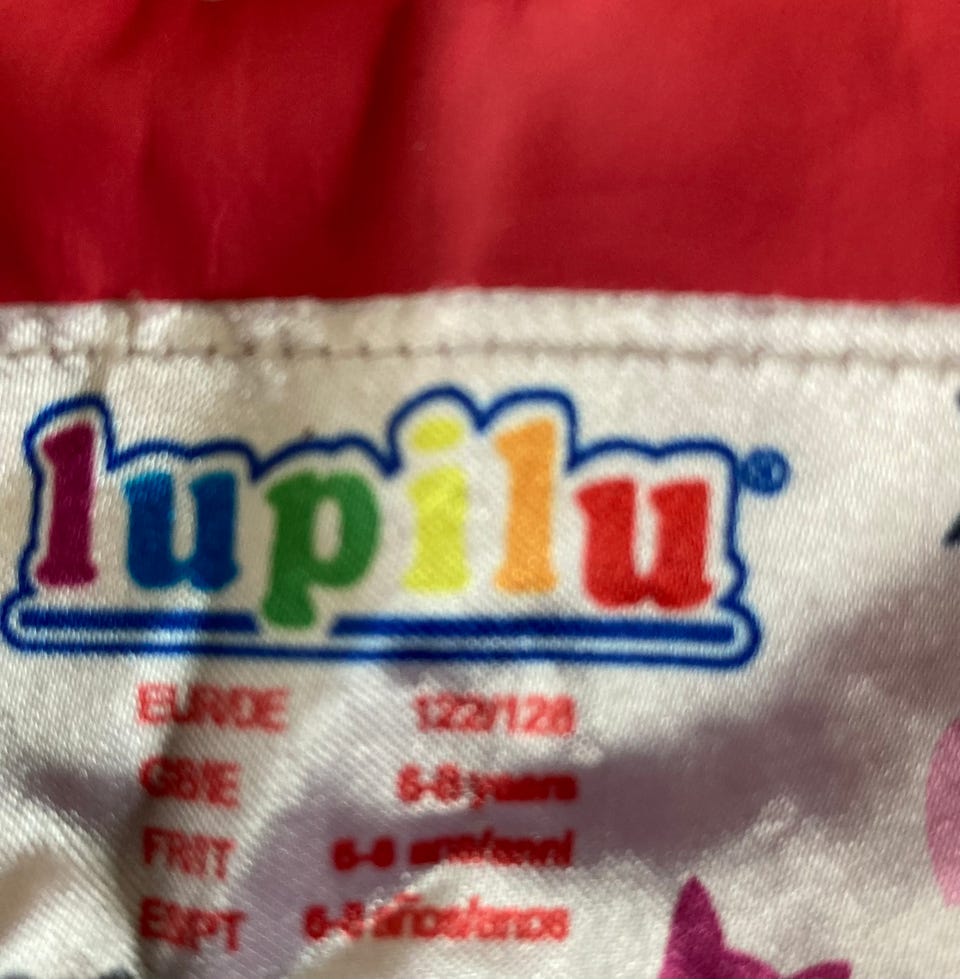 lupilu®
EUR/DE 122/128
GB/IE 6-8 years
FR/IT 6-8 ans/anni
ES/PT 6-8 años/anos